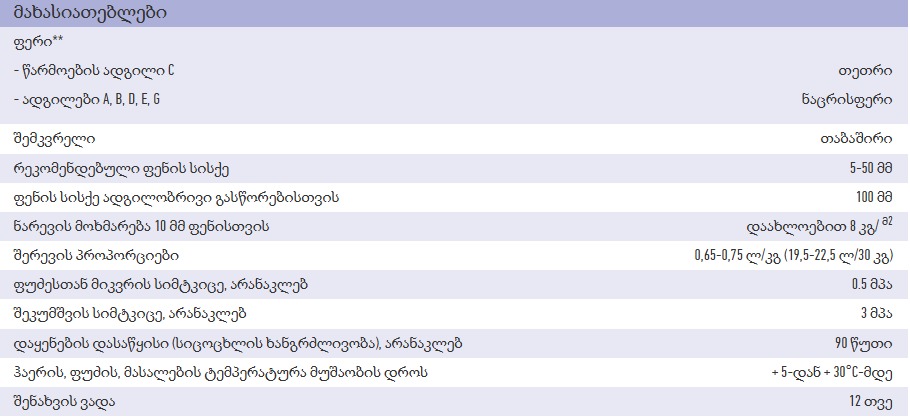 მახასიათებლები
ფერი**
- წარმოების ადგილი C თეთრი
- ადგილები A, B, D, E, G ნაცრისფერი
შემკვრელი თაბაშირი
რეკომენდებული ფენის სისქე 5-50 მმ
ფენის სისქე ადგილობრივი გასწორებისთვის 100 მმ
ნარევის მოხმარება 10 მმ ფენისთვის დაახლოებით 8 კგ/ მ2
შერევის პროპორციები 0,65-0,75 ლ/კგ (19,5-22,5 ლ/30 კგ)
ფუძესთან მიკვრის სიმტკიცე, არანაკლებ 0.5 მპა
შეკუმშვის სიმტკიცე, არანაკლებ 3 მპა
დაყენების დასაწყისი (სიცოცხლის ხანგრძლივობა), არანაკლებ 90 წუთი
ჰაერის, ფუძის, მასალების ტემპერატურა მუშაობის დროს + 5-დან + 30°C-მდე
შენახვის ვადა 12 თვე